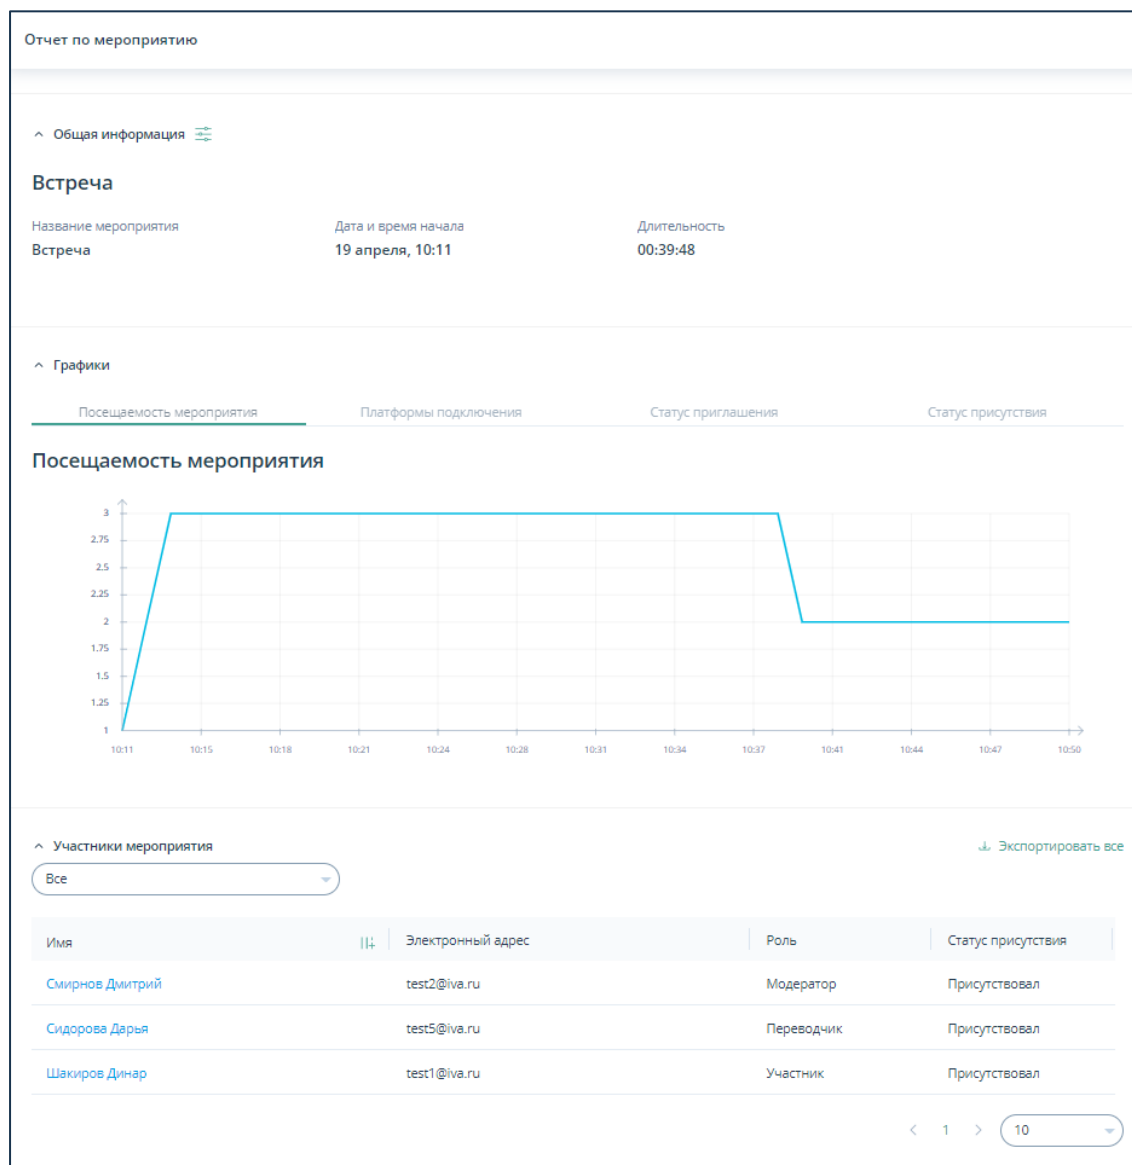 Отчет по мероприятию
Общая информация
Встреча
Название мероприятия Дата и время начала Длительность
Встреча 19 апреля, 10:11 00:39:48
Графики
Посещаемость мероприятия Платформы подключения Статус приглашения Статус присутствия
Посещаемость мероприятия
3
2.75
2.5
2.25
2
1.75
1.5
1.25
1
10:11 10:15 10:18 10:21 10:24 10:28 10:31 10:34 10:37 10:41 10:44 10:47 10:50
Участники мероприятия Экспортировать все
Все
Имя Электронный адрес Роль Статус присутствия
Смирнов Дмитрий test2@iva.ru Модератор Присутствовал
Сидорова Дарья test5@iva.ru Переводчик Присутствовал
Шакиров Динар test1@iva.ru Участник Присутствовал
1 10